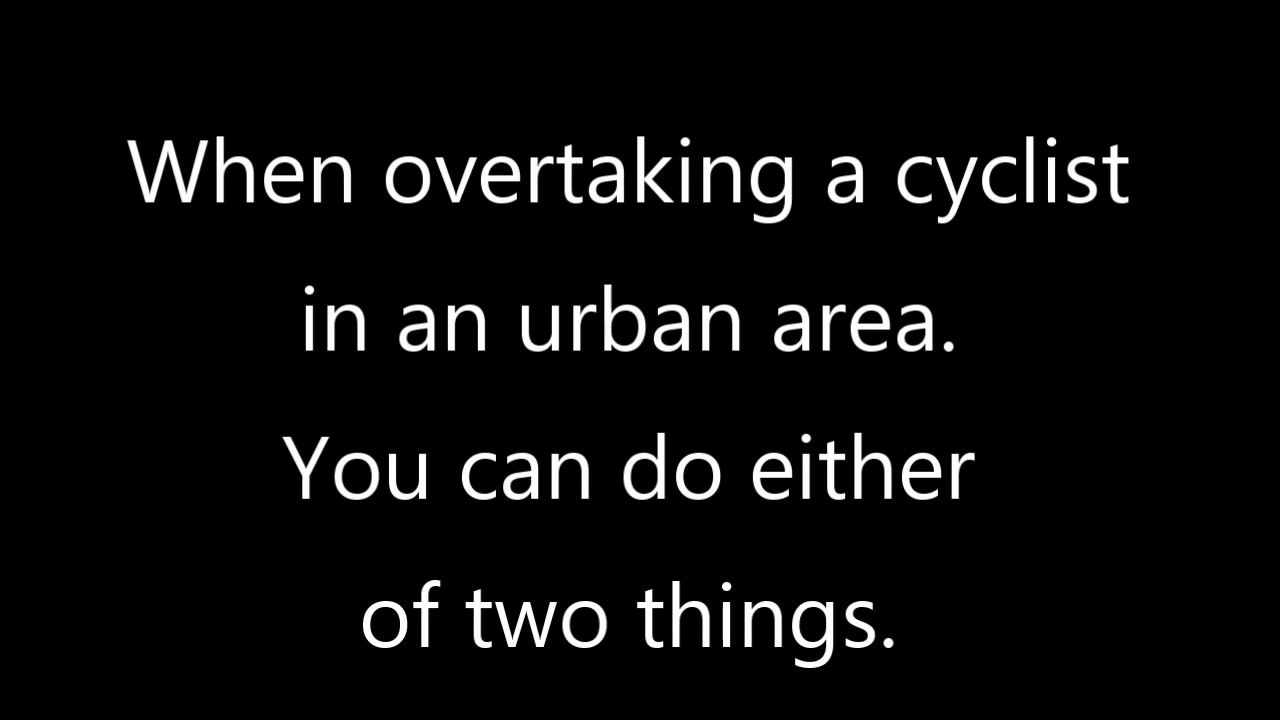 When overtaking a cyclist
in an urban area.
You can do either
of two things.